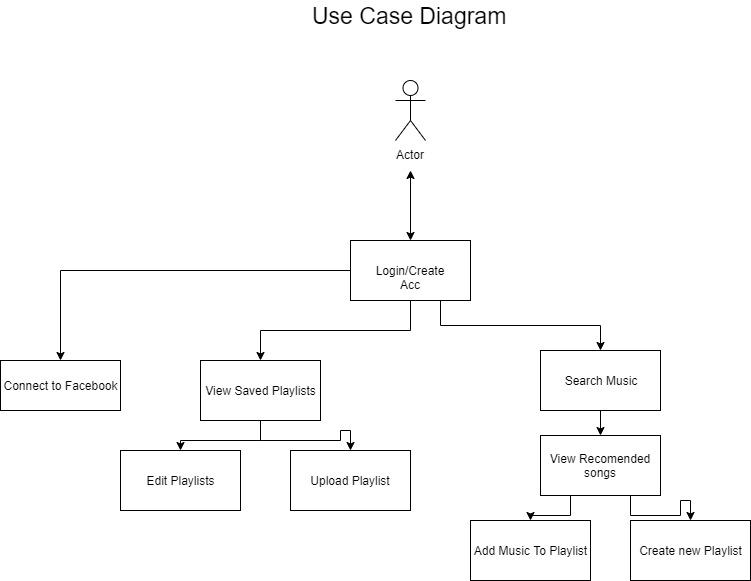 Use Case Diagram
Actor
Login/Create
Acc
Connect to Facebook
View Saved Playlists
Search Music
Edit Playlists
Upload Playlist
View Recomended
songs
Add Music To Playlist
Create new Playlist